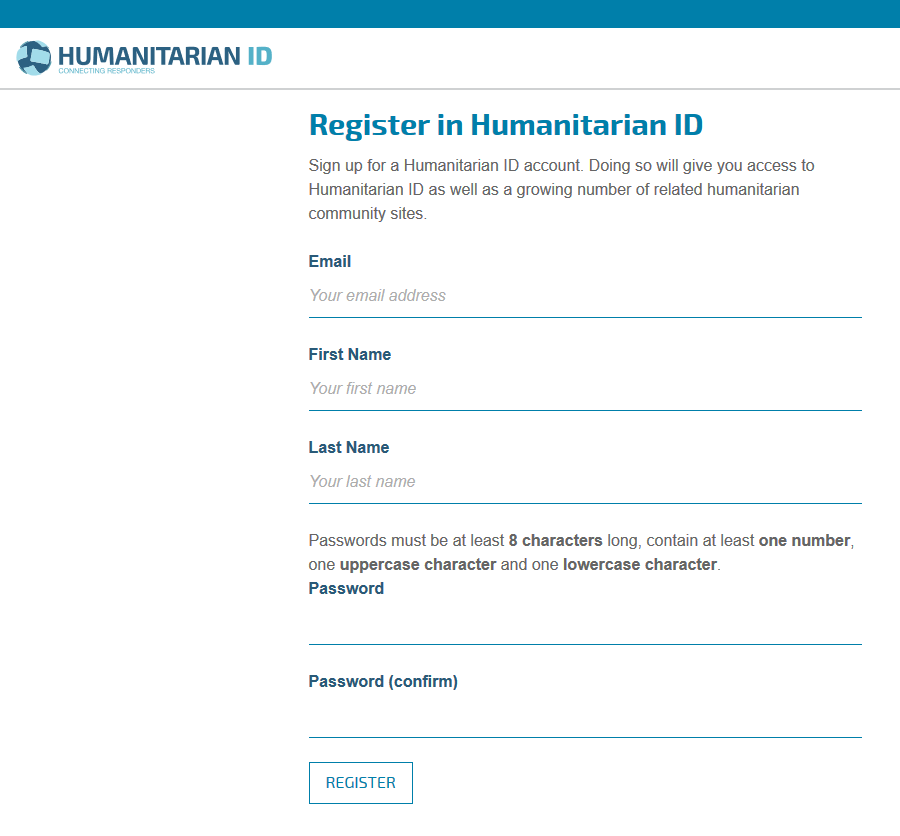 HUMANITARIAN ID
CONNECTING RESPONDERS
Register in Humanitarian ID
Sign up for a Humanitarian ID account. Doing so will give you access to
Humanitarian ID as well as a growing number of related humanitarian
community sites.
Email
Your email address
First Name
Your first name
Last Name
Your last name
Passwords must be at least 8 characters long, contain at least one number,
one uppercase character and one lowercase character.
Password
Password (confirm)
REGISTER